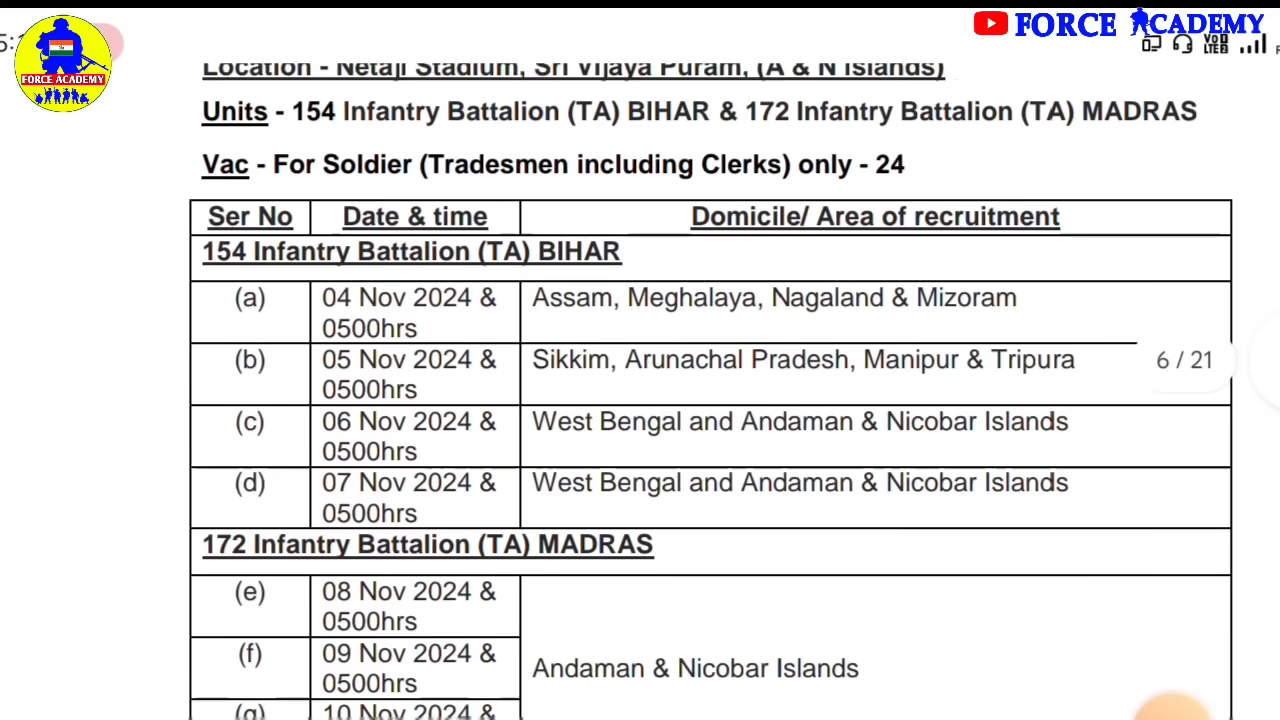 FORCE ACADEMY
FORCE ACADEMY
Location - Netaji Stadium, Sri Vijaya Puram, (A & N Islands)
Units - 154 Infantry Battalion (TA) BIHAR & 172 Infantry Battalion (TA) MADRAS
Vac - For Soldier (Tradesmen including Clerks) only - 24
Ser No Date & time Domicile/ Area of recruitment
154 Infantry Battalion (TA) BIHAR
(a) 04 Nov 2024 & Assam, Meghalaya, Nagaland & Mizoram
0500hrs
(b) 05 Nov 2024 & Sikkim, Arunachal Pradesh, Manipur & Tripura 6 / 21
0500hrs
(c) 06 Nov 2024 & West Bengal and Andaman & Nicobar Islands
0500hrs
(d) 07 Nov 2024 & West Bengal and Andaman & Nicobar Islands
0500hrs
172 Infantry Battalion (TA) MADRAS
(e) 08 Nov 2024 &
0500hrs
(f) 09 Nov 2024 &
0500hrs
Andaman & Nicobar Islands
(g) 10 Nov 2024 &